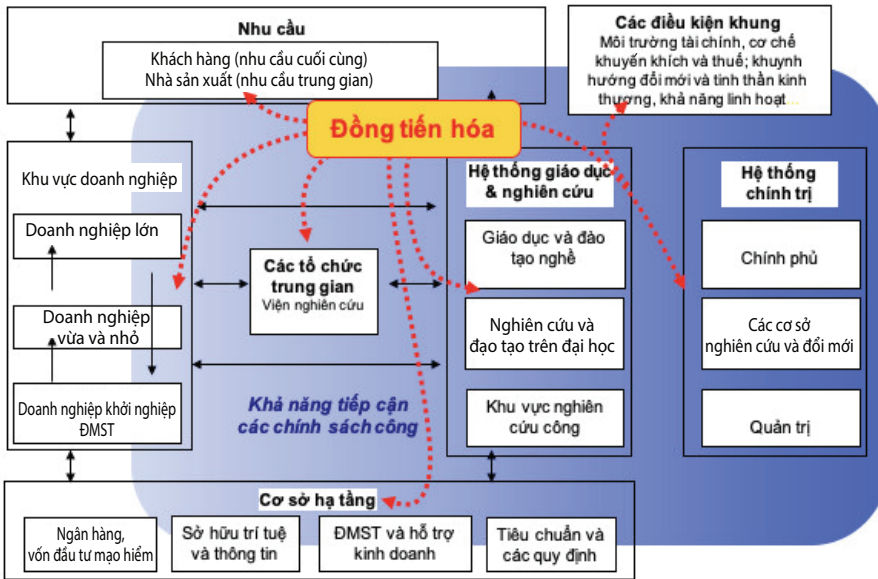 Nhu cầu
Khách hàng (nhu cầu cuối cùng)
Nhà sản xuất (nhu cầu trung gian)
Các điều kiện khung
Môi trường tài chính, cơ chế
khuyến khích và thuế; khuynh
hướng đổi mới và tinh thần kinh
thương, khả năng linh hoạt...
Đồng tiến hóa
Khu vực doanh nghiệp
Doanh nghiệp lớn
Doanh nghiệp
vừa và nhỏ
Doanh nghiệp khởi nghiệp
ĐMST
Các tổ chức
trung gian
Viện nghiên cứu
Khả năng tiếp cận
các chính sách công
Hệ thống giáo dục
& nghiên cứu
Giáo dục và đào
tạo nghề
Nghiên cứu và
đạo tạo trên đại học
Khu vực nghiên
cứu công
Hệ thống
chính trị
Chính phủ
Các cơ sở
nghiên cứu và đổi mới
Quản trị
Cơ sở hạ tầng
Ngân hàng,
vốn đầu tư mạo hiểm
Sở hữu trí tuệ
và thông tin
ĐMST và hỗ trợ
kinh doanh
Tiêu chuẩn và
các quy định